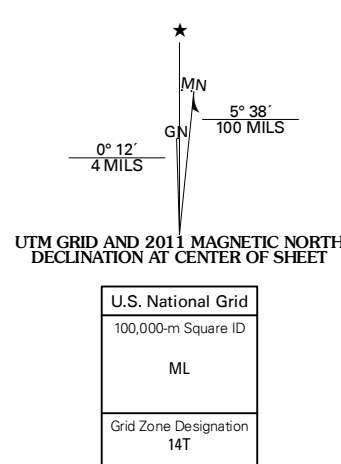 ★
MN
GN
5° 38´
100 MILS
0° 12´
4 MILS
UTM GRID AND 2011 MAGNETIC NORTH
DECLINATION AT CENTER OF SHEET
U.S. National Grid
100,000-m Square ID
ML
Grid Zone Designation
14T